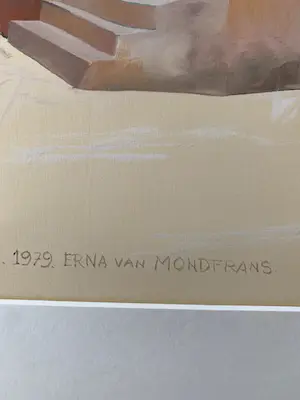 . 1979. ERNA VAN MONDFRANS